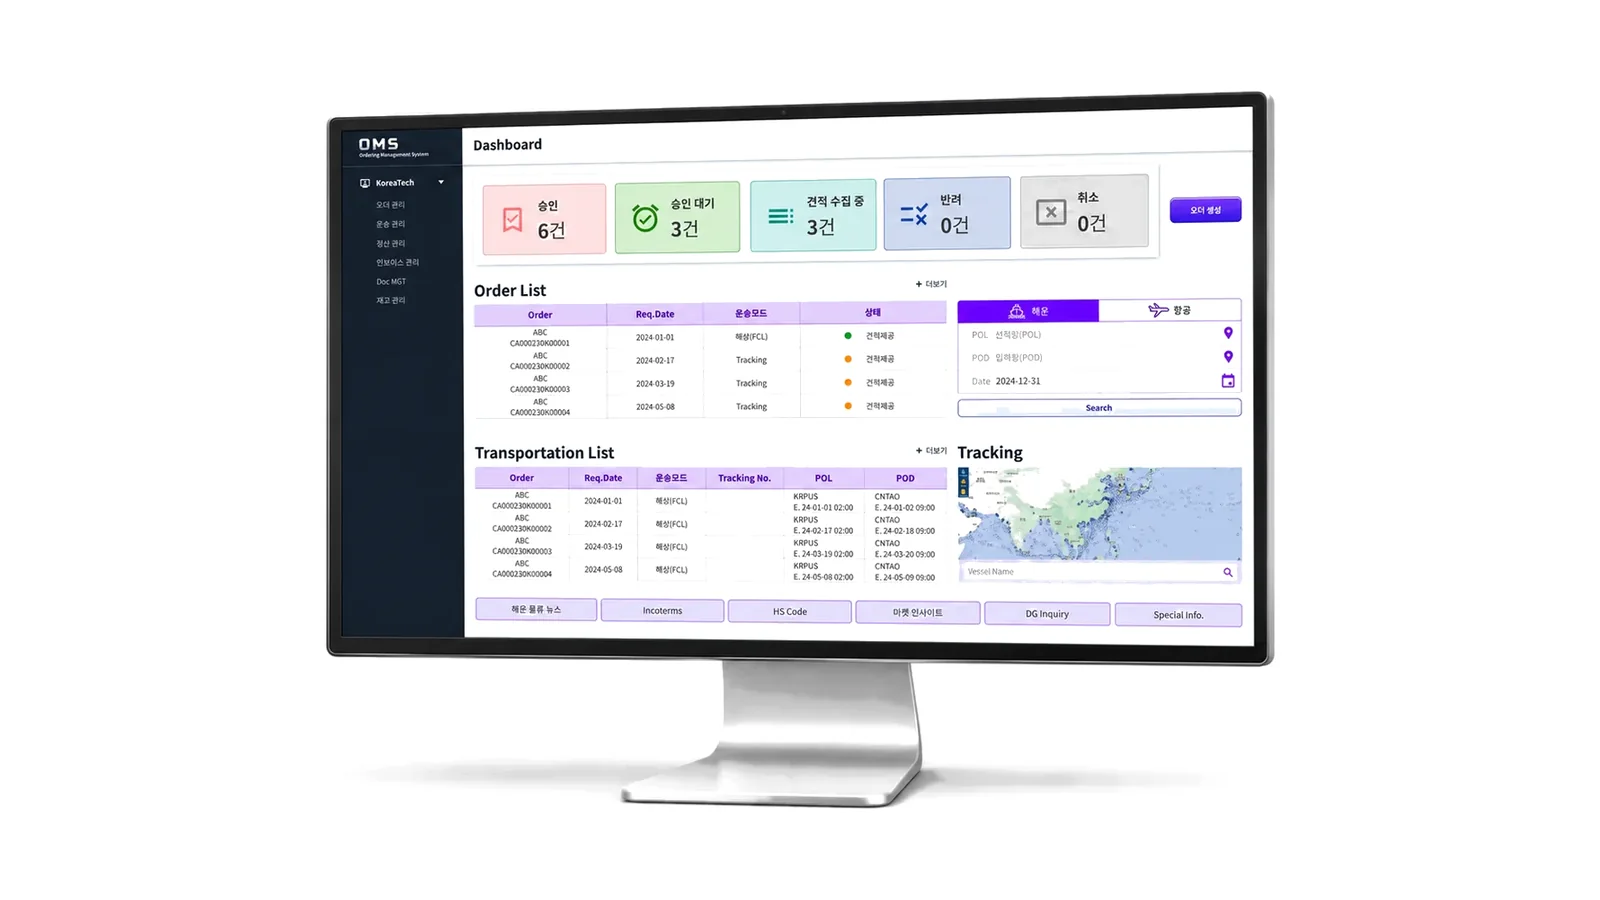 OMS
Ordering Management System
KoreaTech
오더 관리
운송 관리
정산 관리
인보이스 관리
Doc MGT
재고 관리
Dashboard
승인
6건
승인 대기
3건
견적 수집 중
3건
반려
0건
취소
0건
오더 생성
Order List
+ 더보기
Order Req.Date 운송모드 상태
ABC
CA000230K00001 2024-01-01 해상(FCL) 견적제공
ABC
CA000230K00002 2024-02-17 Tracking 견적제공
ABC
CA000230K00003 2024-03-19 Tracking 견적제공
ABC
CA000230K00004 2024-05-08 Tracking 견적제공
해운 항공
POL 선적항(POL)
POD 입하항(POD)
Date 2024-12-31
Search
Transportation List
+ 더보기
Order Req.Date 운송모드 Tracking No. POL POD
ABC
CA000230K00001 2024-01-01 해상(FCL)
KRPUS
E. 24-01-01 02:00
CNTAO
E. 24-01-02 09:00
ABC
CA000230K00002 2024-02-17 해상(FCL)
KRPUS
E. 24-02-17 02:00
CNTAO
E. 24-02-18 09:00
ABC
CA000230K00003 2024-03-19 해상(FCL)
KRPUS
E. 24-03-19 02:00
CNTAO
E. 24-03-20 09:00
ABC
CA000230K00004 2024-05-08 해상(FCL)
KRPUS
E. 24-05-08 02:00
CNTAO
E. 24-05-09 09:00
Tracking
Vessel Name
해운 물류 뉴스
Incoterms
HS Code
마켓 인사이트
DG Inquiry
Special Info.